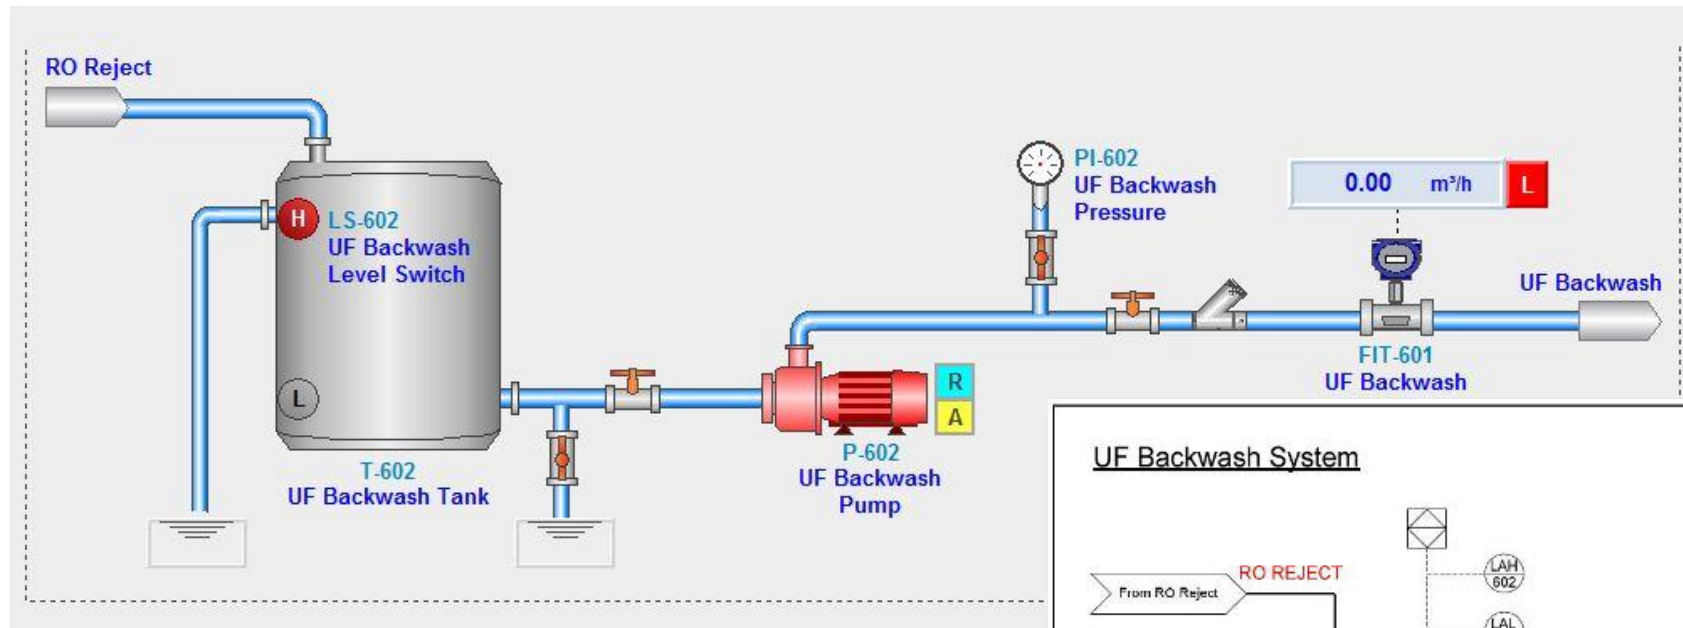 RO Reject
H
LS-602
UF Backwash
Level Switch
L
T-602
UF Backwash Tank
PI-602
UF Backwash
Pressure
0.00 m³/h
L
UF Backwash
FIT-601
UF Backwash
R
A
P-602
UF Backwash
Pump
UF Backwash System
RO REJECT
From RO Reject
LAH
602
LAL